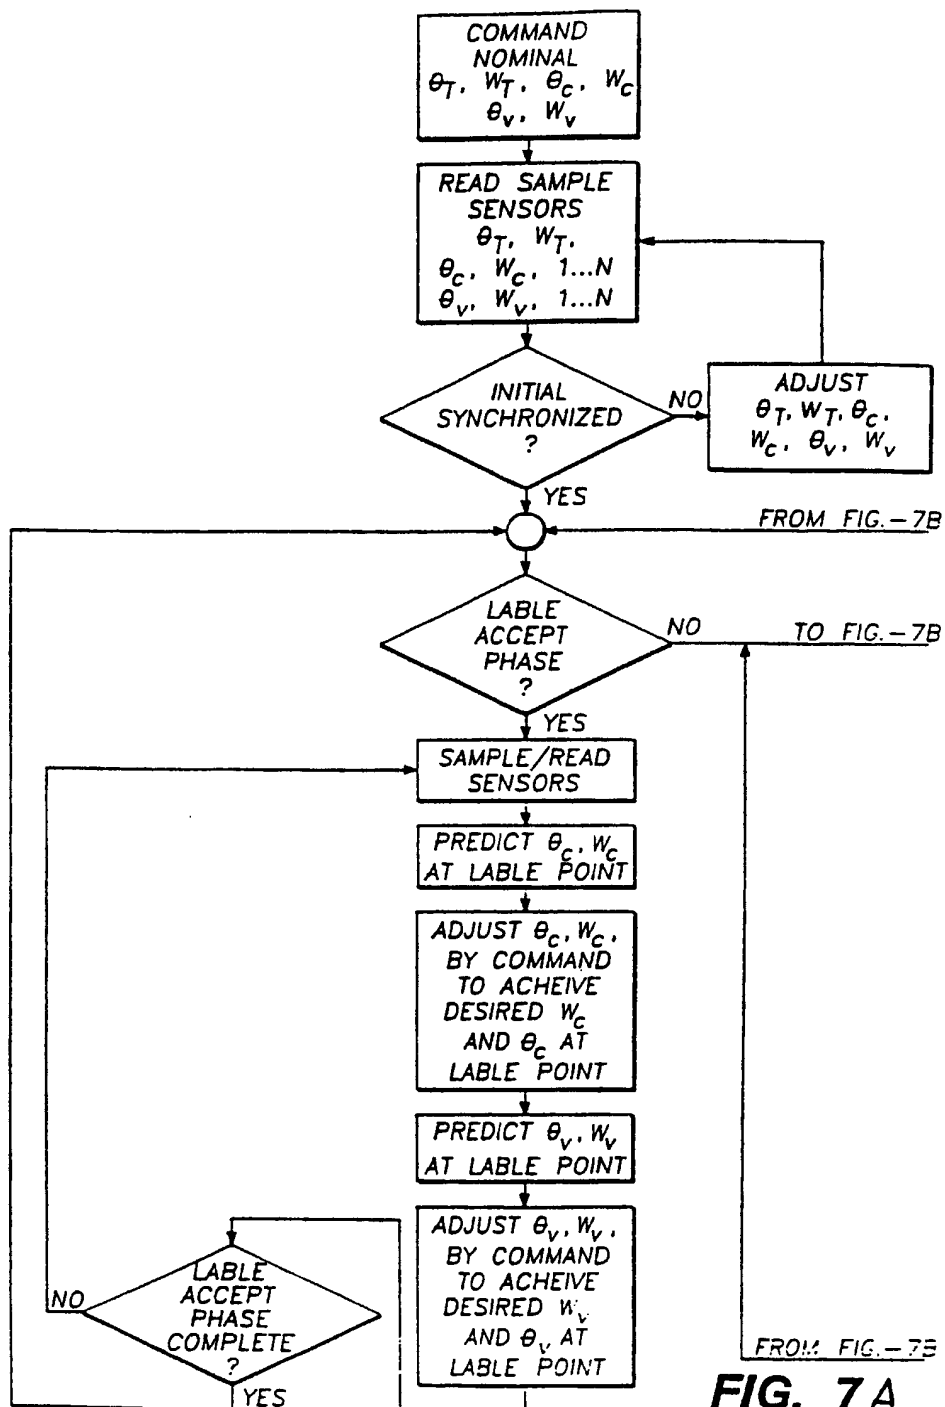 COMMAND
NOMINAL
θT, WT, θc, Wc
θv, Wv
READ SAMPLE
SENSORS
θT, WT,
θc, Wc, 1...N
θv, Wv, 1...N
INITIAL
SYNCHRONIZED
?
NO
ADJUST
θT, WT, θc,
Wc, θv, Wv
YES
FROM FIG.-7B
LABLE
ACCEPT
PHASE
?
NO
TO FIG.-7B
YES
SAMPLE/READ
SENSORS
PREDICT θc, Wc
AT LABLE POINT
ADJUST θc, Wc,
BY COMMAND
TO ACHEIVE
DESIRED Wc
AND θc AT
LABLE POINT
PREDICT θv, Wv
AT LABLE POINT
ADJUST θv, Wv,
BY COMMAND
TO ACHEIVE
DESIRED Wv
AND θv AT
LABLE POINT
LABLE
ACCEPT
PHASE
COMPLETE
?
NO
YES
FROM FIG.-7B
FIG. 7A